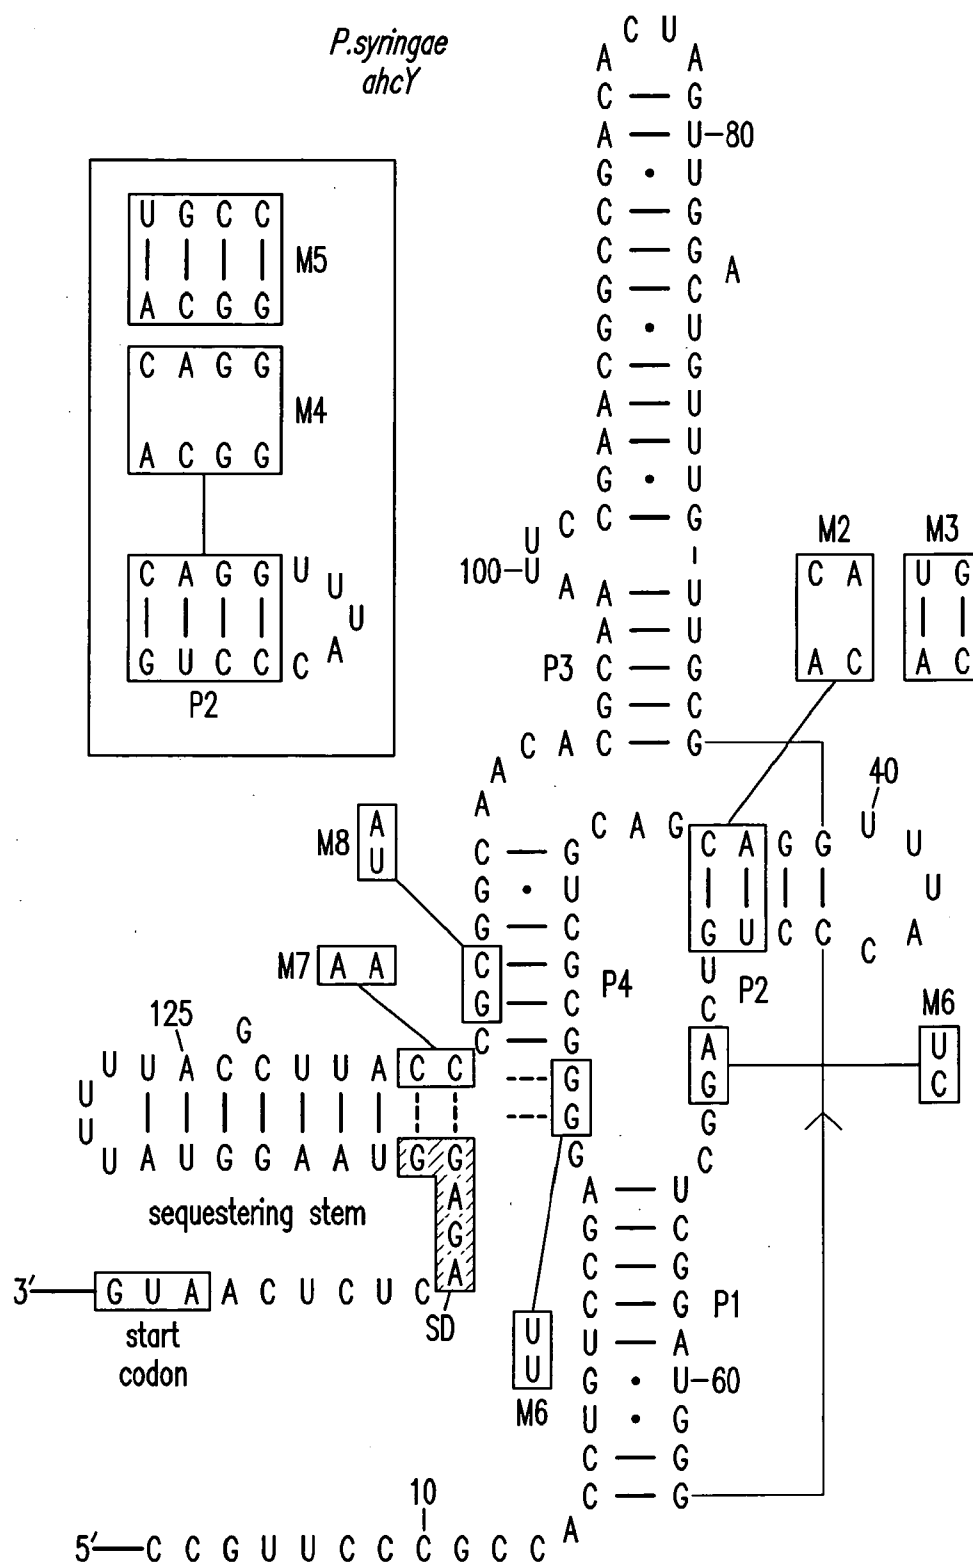 P.syringae
ahcY
C U
A A
C G
A U-80
G U
C G
C G A
G C
G U
C G
A U
A U
G U
U C C G
100-U A A U
A U
P3 C G
G C
A C A C G
A
U G C C
M5
A C G G
C A G G
M4
A C G G
C A G G U U U
G U C C C A
P2
M2
C A
A C
M3
U G
A C
40
C A G C A G G U U U
G U C C C A
P2
U
C
A
G
G
C
M6
U
C
M8
A
U
M7
A A
C G
G U
G C
C G
G C
C G
G
G
G
P4
125
G
U U A C C U U A C C
U
U
U A U G G A A U G G
A
G
A
sequestering stem
3′ G U A A C U C U C
SD
start
codon
U
U
M6
A U
G C
C G
C G P1
U A
G U-60
U G
C G
C G
A
10
5′ C C G U U C C C G C C